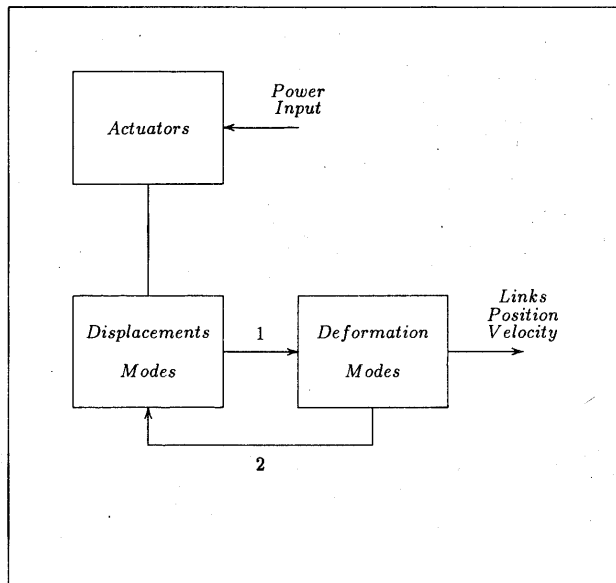 Power
Input
Actuators
Links
Position
Velocity
Displacements
Modes
1
Deformation
Modes
2